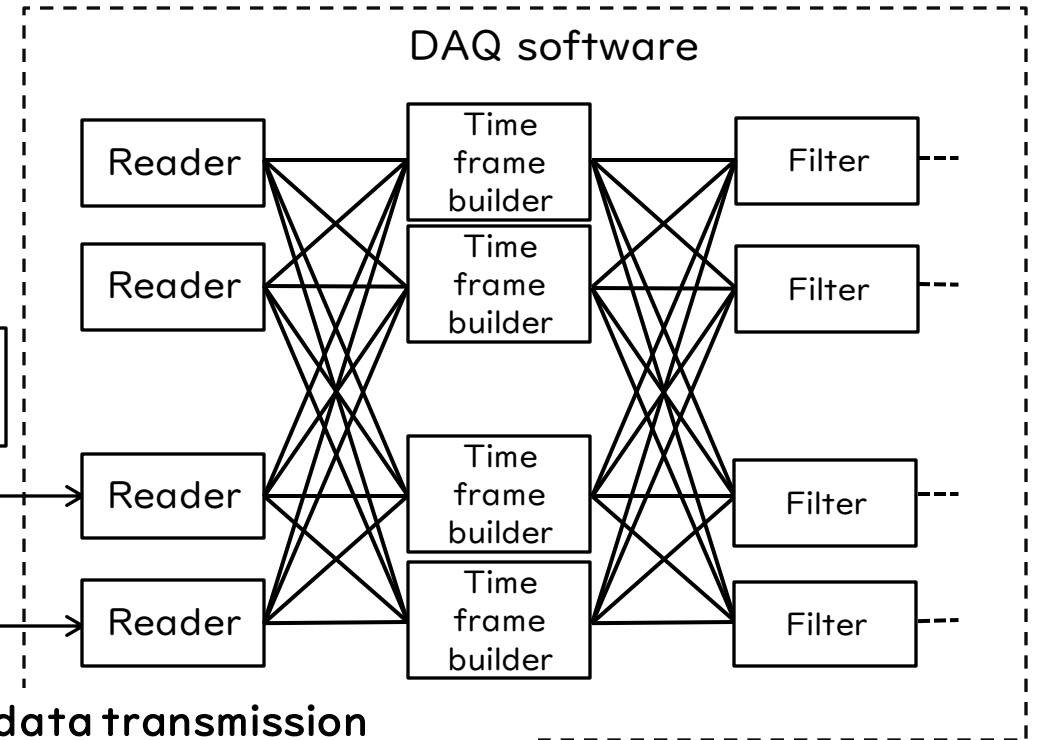 DAQ software
Reader
Time
frame
builder
Filter
Reader
Time
frame
builder
Filter
Reader
Time
frame
builder
Filter
Reader
Time
frame
builder
Filter
data transmission